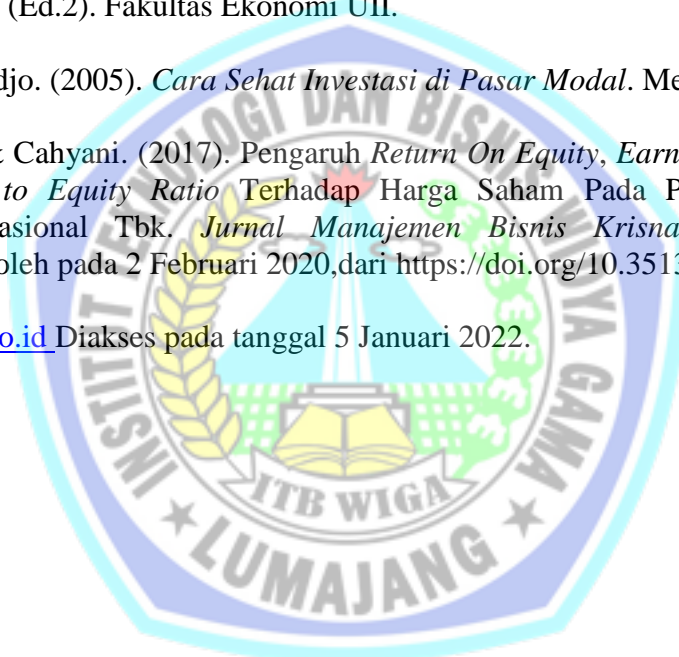 (Ed.2). Fakultas Ekonomi UII.
djo. (2005). Cara Sehat Investasi di Pasar Modal. Me
& Cahyani. (2017). Pengaruh Return On Equity, Earn
to Equity Ratio Terhadap Harga Saham Pada P
asional Tbk. Jurnal Manajemen Bisnis Krisna
oleh pada 2 Februari 2020,dari https://doi.org/10.3513
o.id Diakses pada tanggal 5 Januari 2022.
INSTITUT TEKNOLOGI DAN BISNIS WIDYA GAMA
ITB WIGA
LUMAJANG